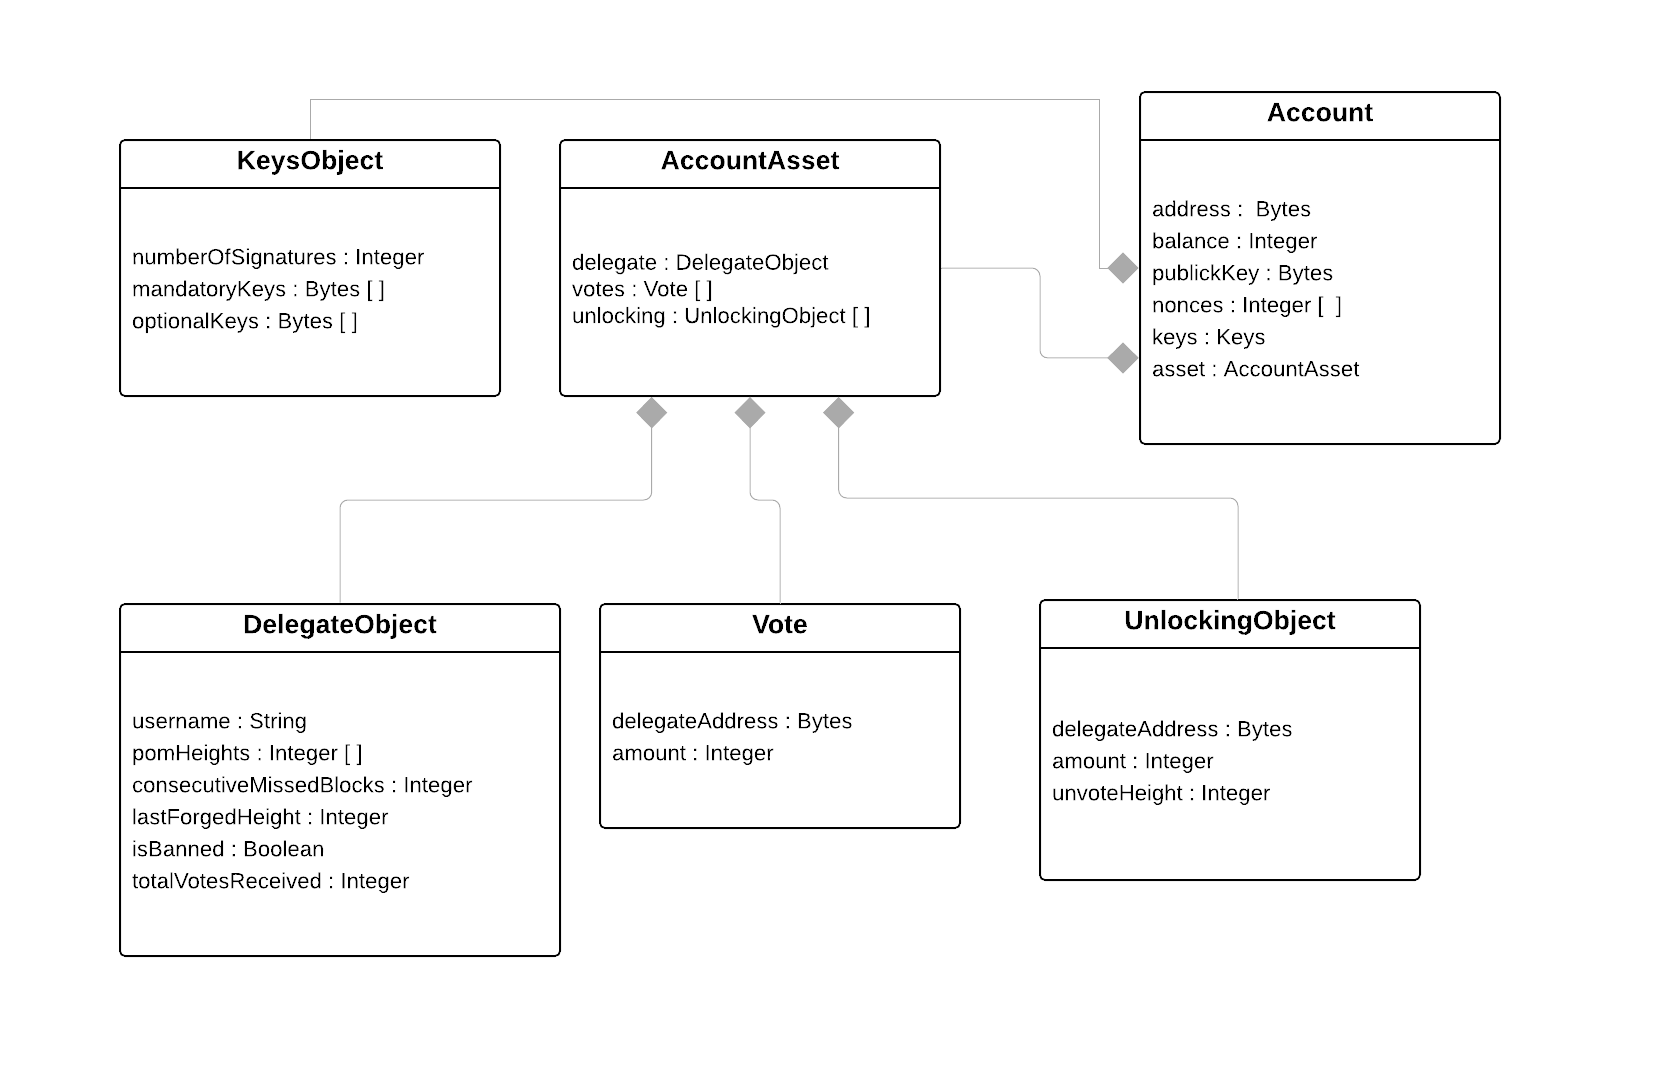 Account
address :  Bytes
balance : Integer
publickKey : Bytes
nonces : Integer [  ]
keys : Keys
asset : AccountAsset
KeysObject
numberOfSignatures : Integer
mandatoryKeys : Bytes [ ]
optionalKeys : Bytes [ ]
AccountAsset
delegate : DelegateObject
votes : Vote [ ]
unlocking : UnlockingObject [ ]
DelegateObject
username : String
pomHeights : Integer [ ]
consecutiveMissedBlocks : Integer
lastForgedHeight : Integer
isBanned : Boolean
totalVotesReceived : Integer
Vote
delegateAddress : Bytes
amount : Integer
UnlockingObject
delegateAddress : Bytes
amount : Integer
unvoteHeight : Integer